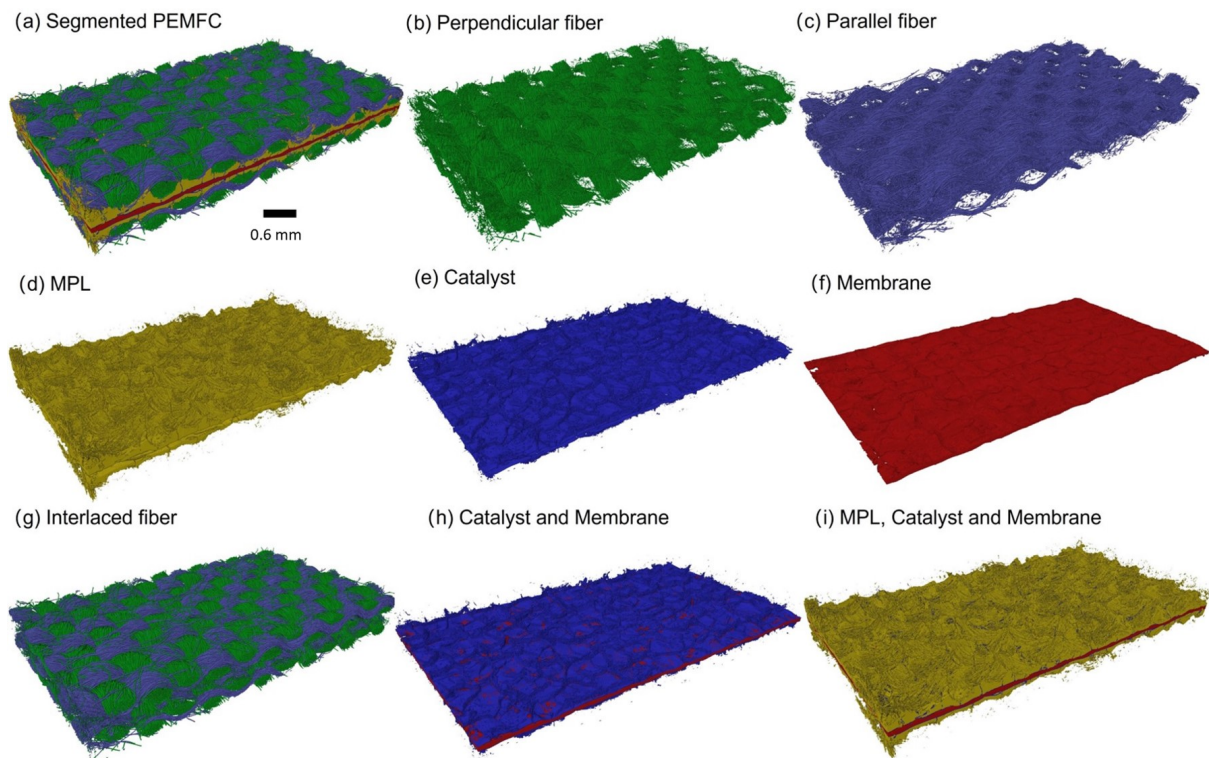 (a) Segmented PEMFC
(b) Perpendicular fiber
(c) Parallel fiber
0.6 mm
(d) MPL
(e) Catalyst
(f) Membrane
(g) Interlaced fiber
(h) Catalyst and Membrane
(i) MPL, Catalyst and Membrane